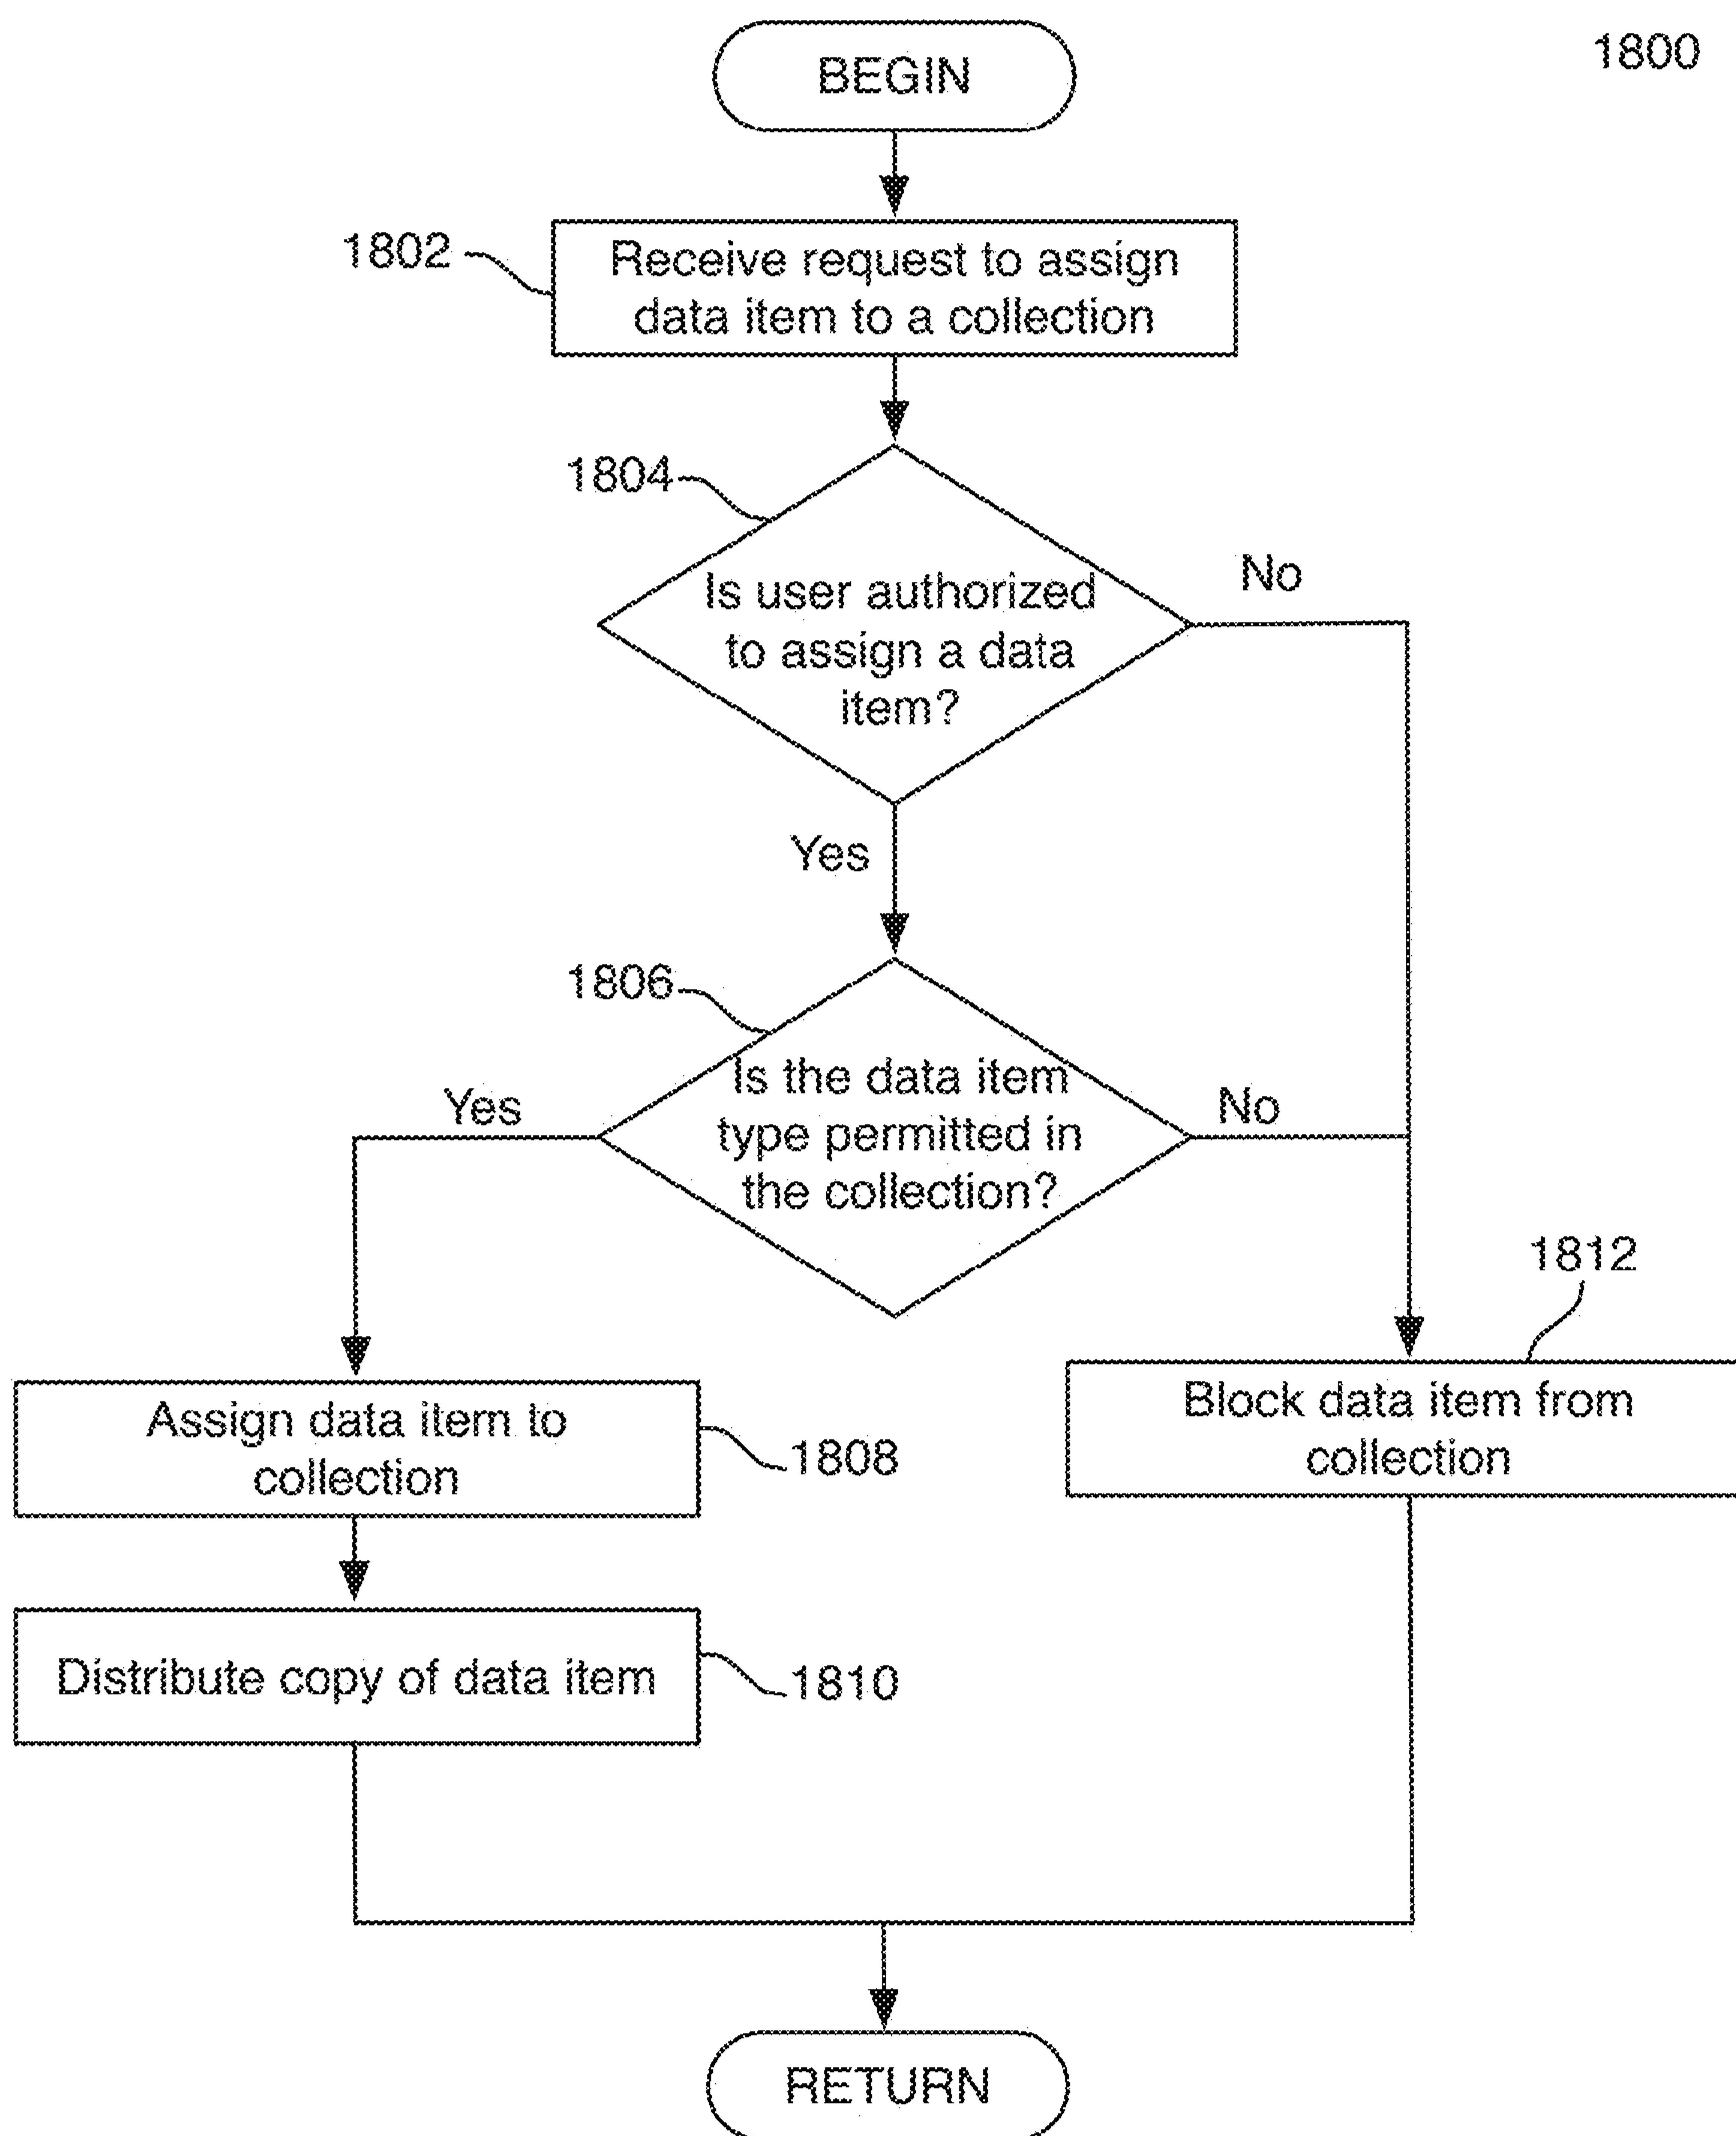 BEGIN
1800
1802
Receive request to assign
data item to a collection
1804
Is user authorized
to assign a data
item?
No
Yes
1806
Is the data item
type permitted in
the collection?
Yes
No
1812
Assign data item to
collection
1808
Block data item from
collection
Distribute copy of data item
1810
RETURN